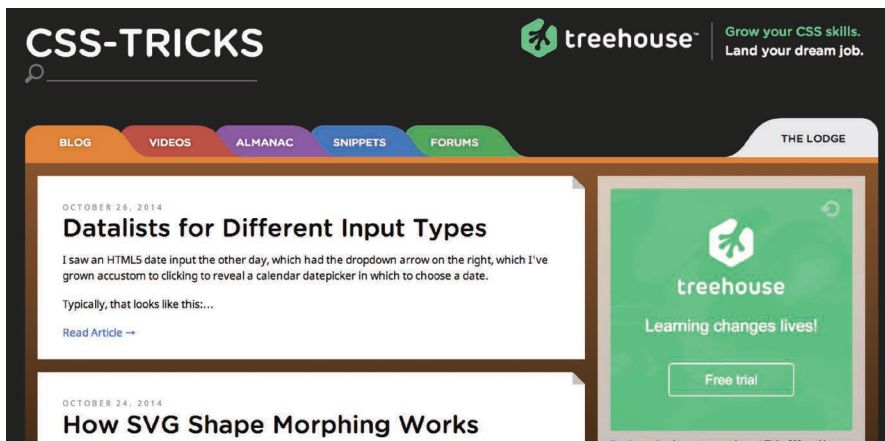 CSS-TRICKS
treehouse™
Grow your CSS skills.
Land your dream job.
BLOG
VIDEOS
ALMANAC
SNIPPETS
FORUMS
THE LODGE
OCTOBER 26, 2014
Datalists for Different Input Types
I saw an HTML5 date input the other day, which had the dropdown arrow on the right, which I've
grown accustom to clicking to reveal a calendar datepicker in which to choose a date.
Typically, that looks like this:...
Read Article →
OCTOBER 24, 2014
How SVG Shape Morphing Works
treehouse
Learning changes lives!
Free trial